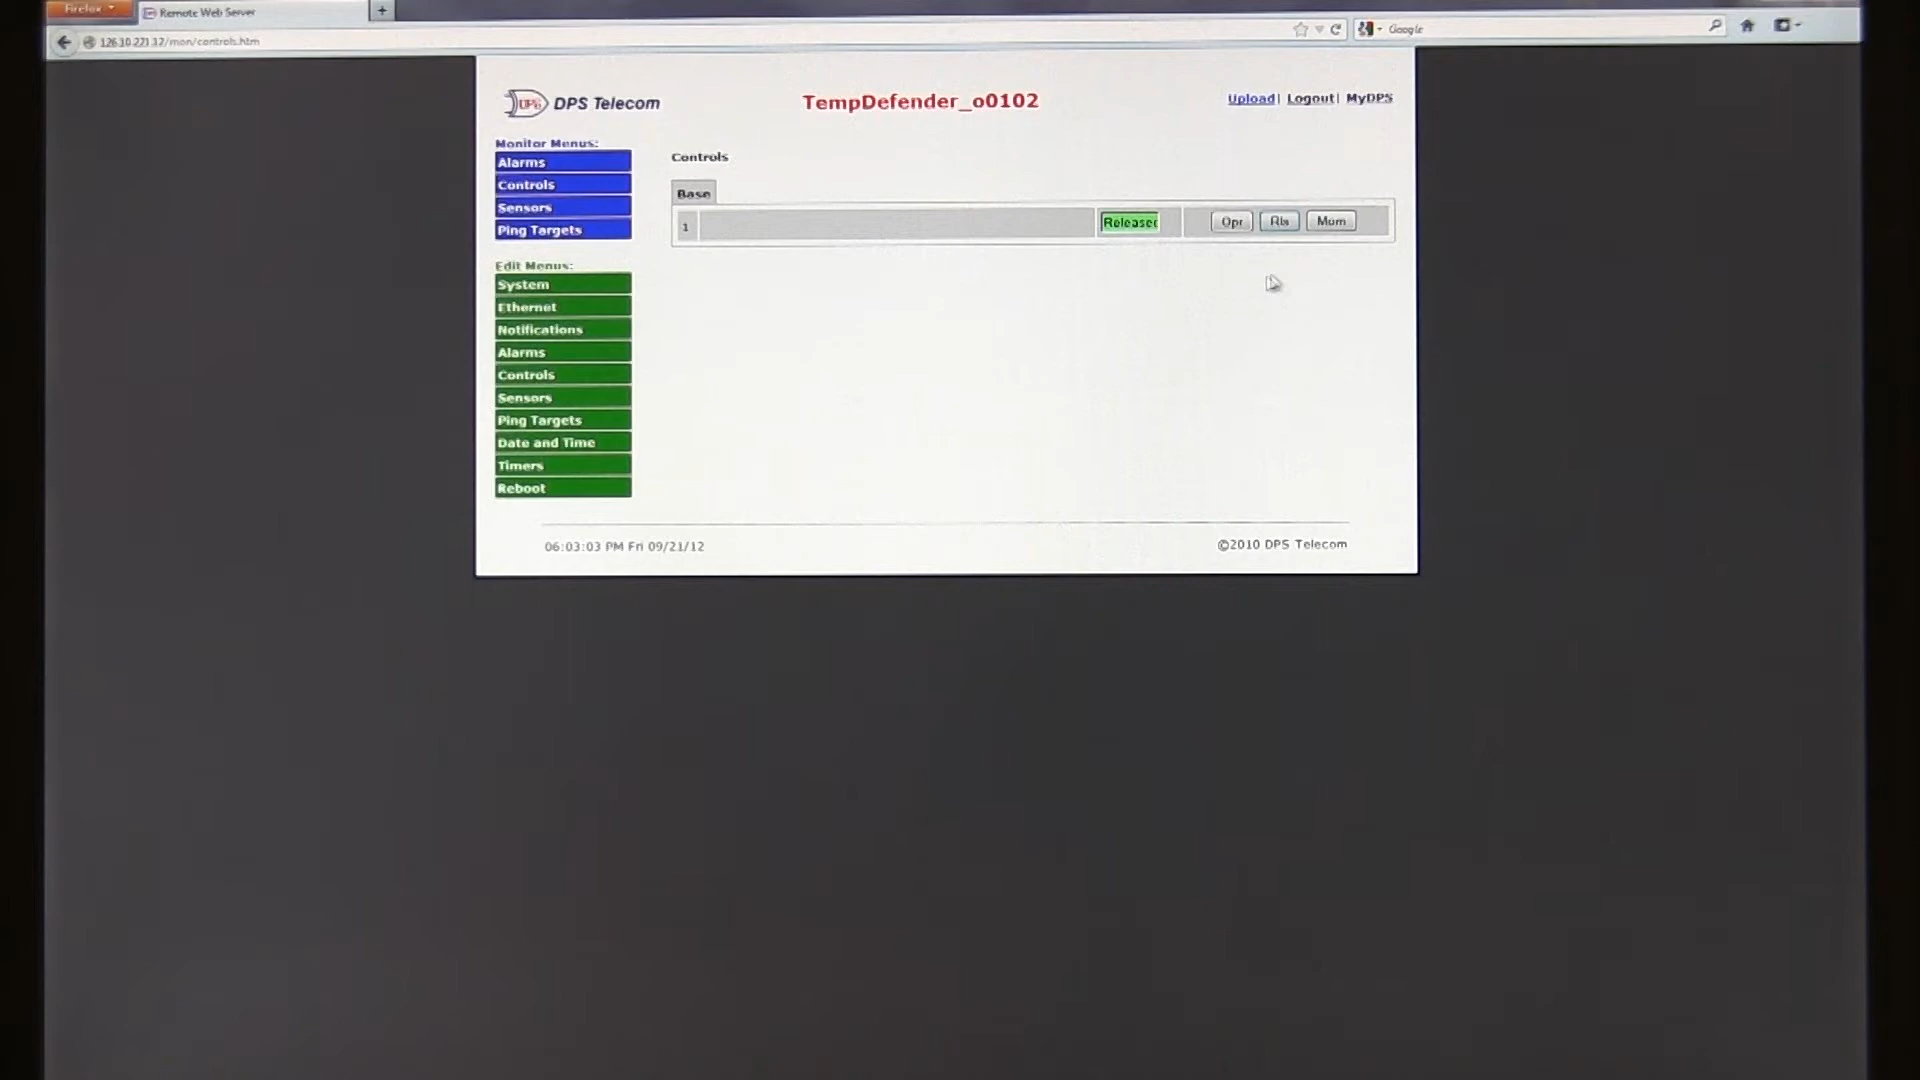 Firefox
Remote Web Server
+
126.10.221.12/mon/controls.htm
Google
DPS Telecom
TempDefender_o0102
Upload| Logout| MyDPS
Monitor Menus:
Alarms
Controls
Sensors
Ping Targets
Edit Menus:
System
Ethernet
Notifications
Alarms
Controls
Sensors
Ping Targets
Date and Time
Timers
Reboot
Controls
Base
1
Released
Opr
Rls
Mom
06:03:03 PM Fri 09/21/12
©2010 DPS Telecom